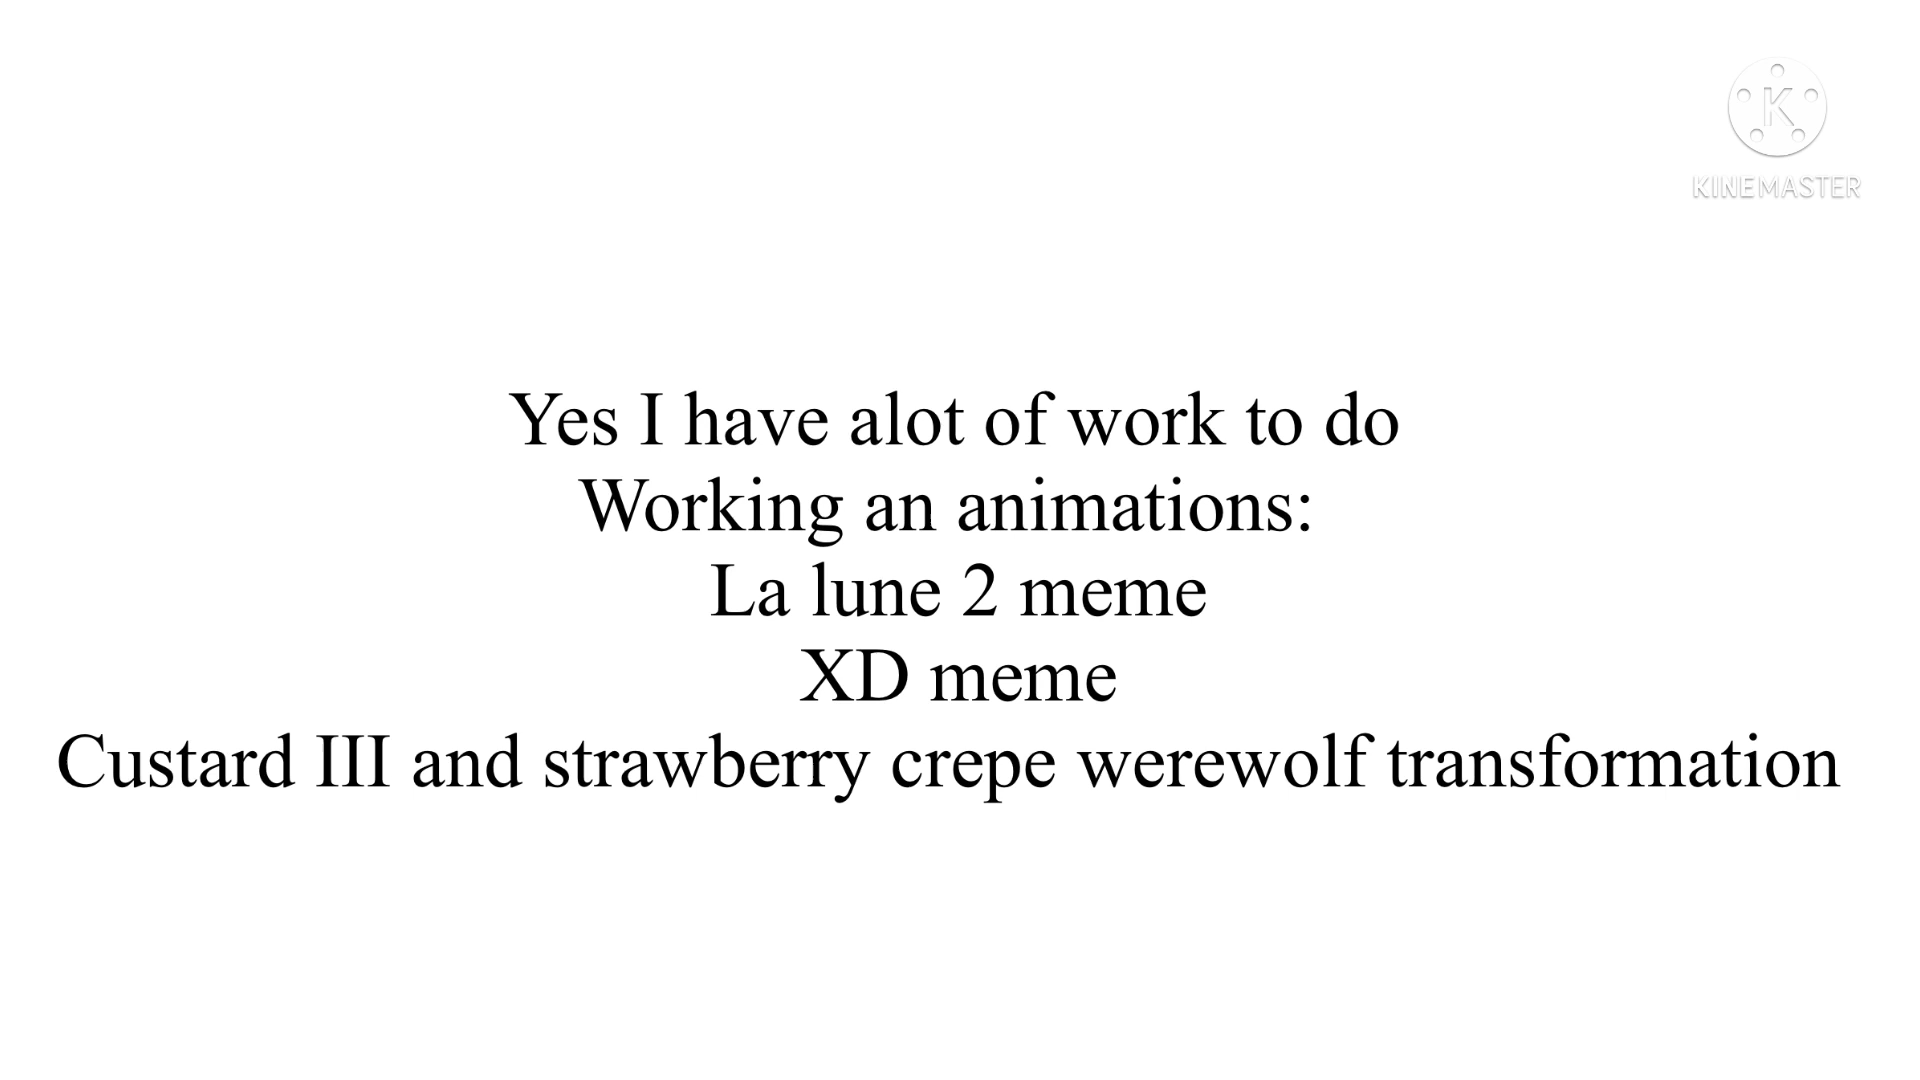 K
KINEMASTER
Yes I have alot of work to do
Working an animations:
La lune 2 meme
XD meme
Custard III and strawberry crepe werewolf transformation